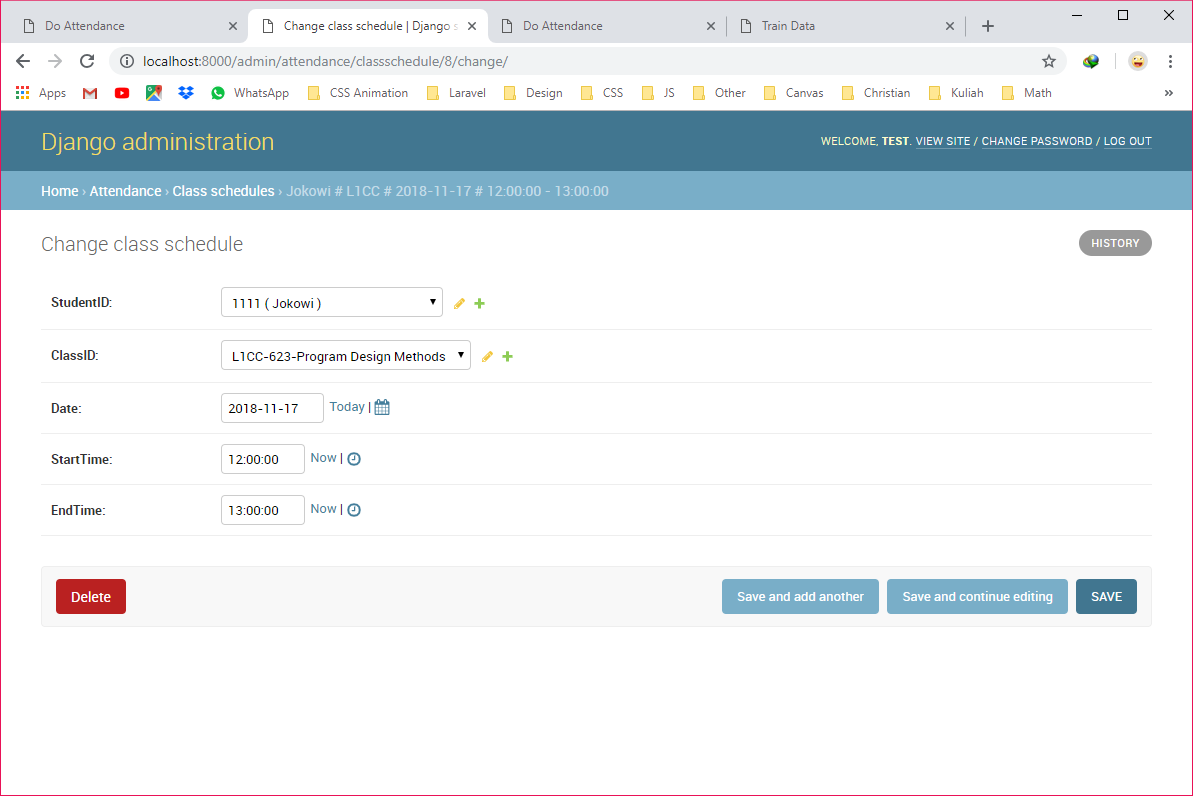 Do Attendance
Change class schedule | Django s
Do Attendance
Train Data
localhost:8000/admin/attendance/classschedule/8/change/
Apps WhatsApp CSS Animation Laravel Design CSS JS Other Canvas Christian Kuliah Math »
Django administration
WELCOME, TEST. VIEW SITE / CHANGE PASSWORD / LOG OUT
Home › Attendance › Class schedules › Jokowi # L1CC # 2018-11-17 # 12:00:00 - 13:00:00
Change class schedule
HISTORY
StudentID: 1111 ( Jokowi )
ClassID: L1CC-623-Program Design Methods
Date: 2018-11-17 Today |
StartTime: 12:00:00 Now |
EndTime: 13:00:00 Now |
Delete Save and add another Save and continue editing SAVE